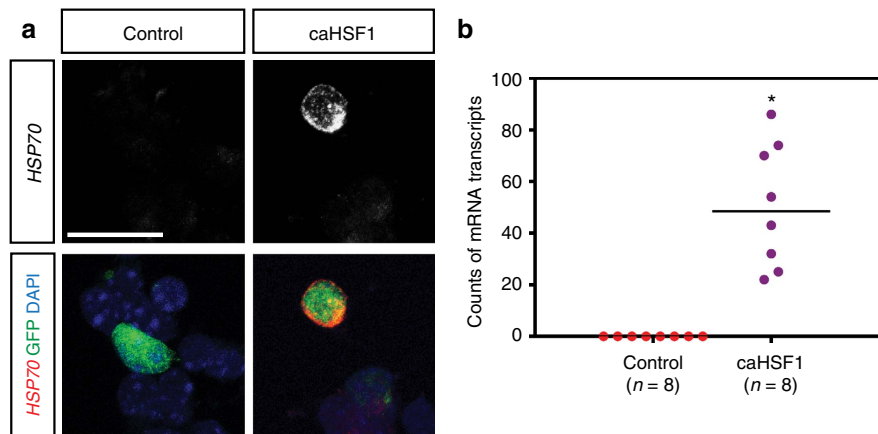 a
Control
caHSF1
HSP70
HSP70 GFP DAPI
b
Counts of mRNA transcripts
100
80
60
40
20
0
*
Control
(n = 8)
caHSF1
(n = 8)